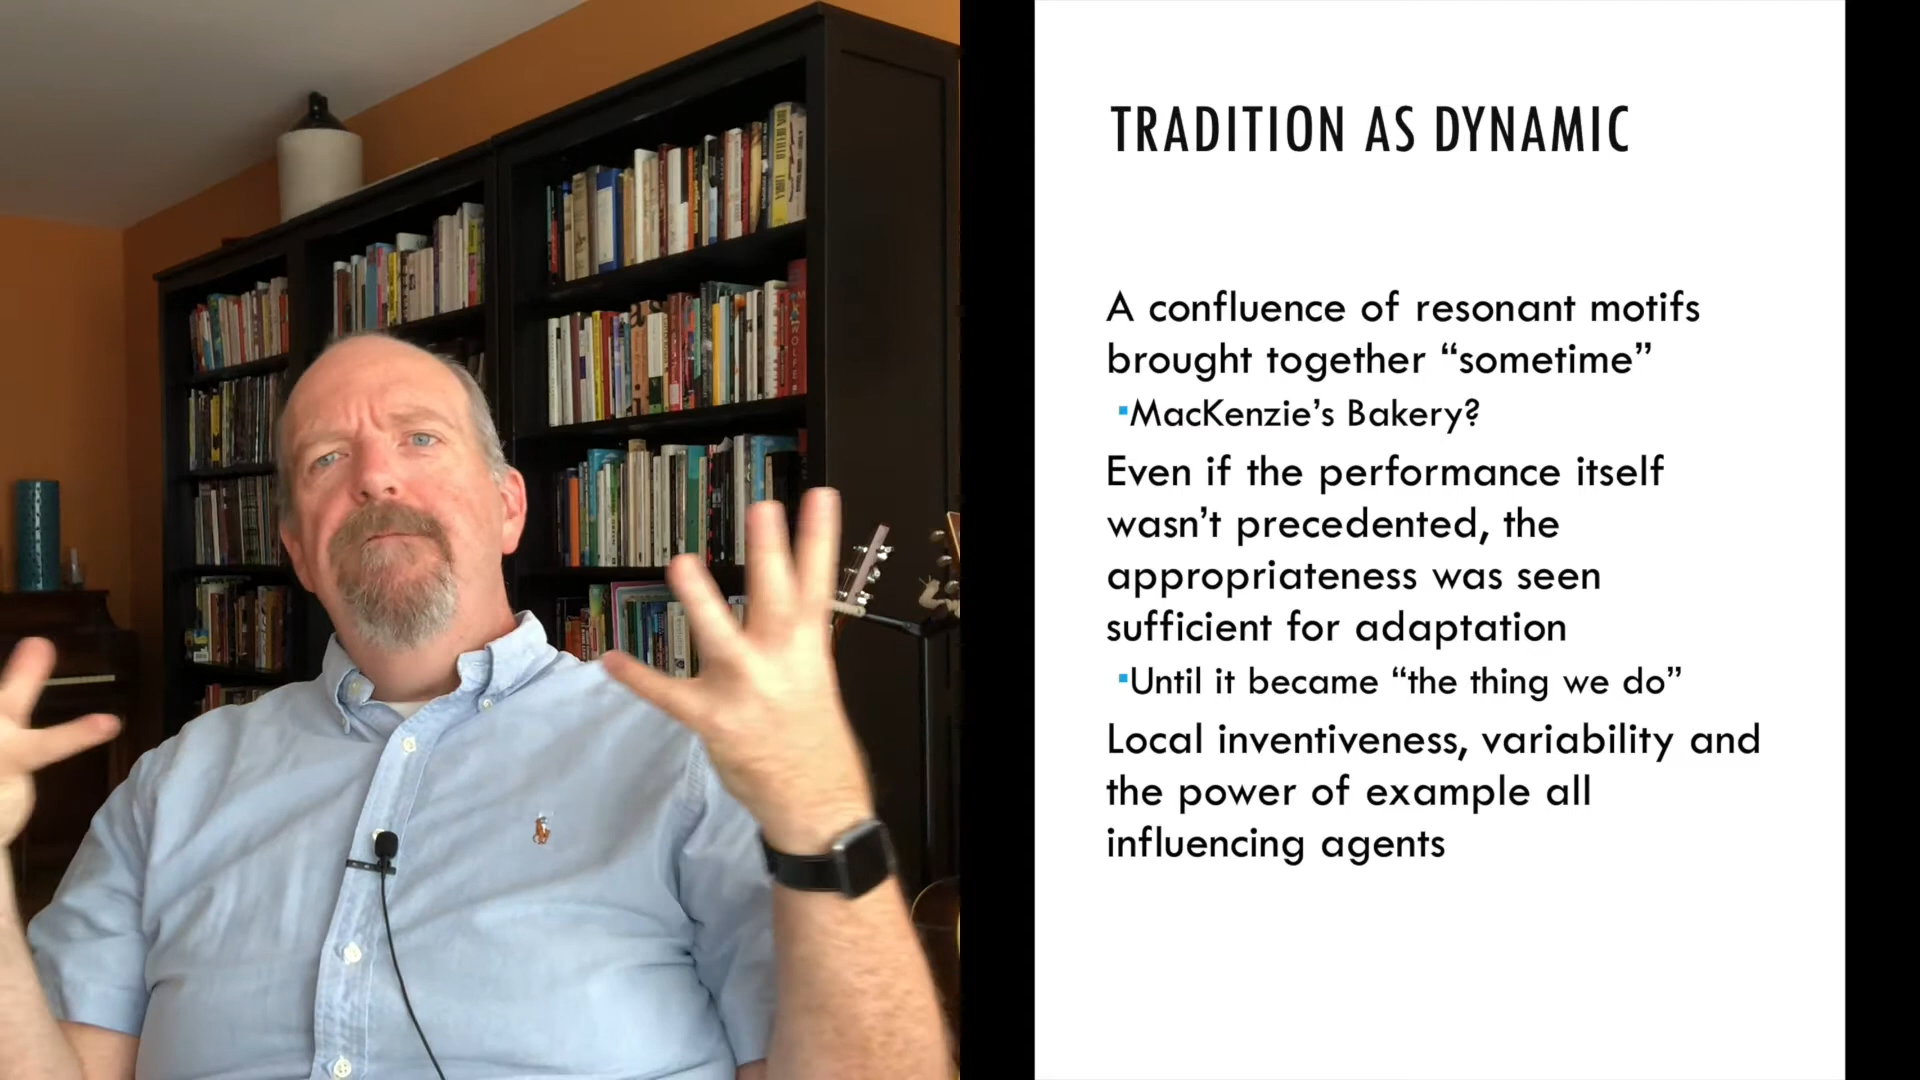 TRADITION AS DYNAMIC
A confluence of resonant motifs
brought together “sometime”
▪MacKenzie’s Bakery?
Even if the performance itself
wasn’t precedented, the
appropriateness was seen
sufficient for adaptation
▪Until it became “the thing we do”
Local inventiveness, variability and
the power of example all
influencing agents